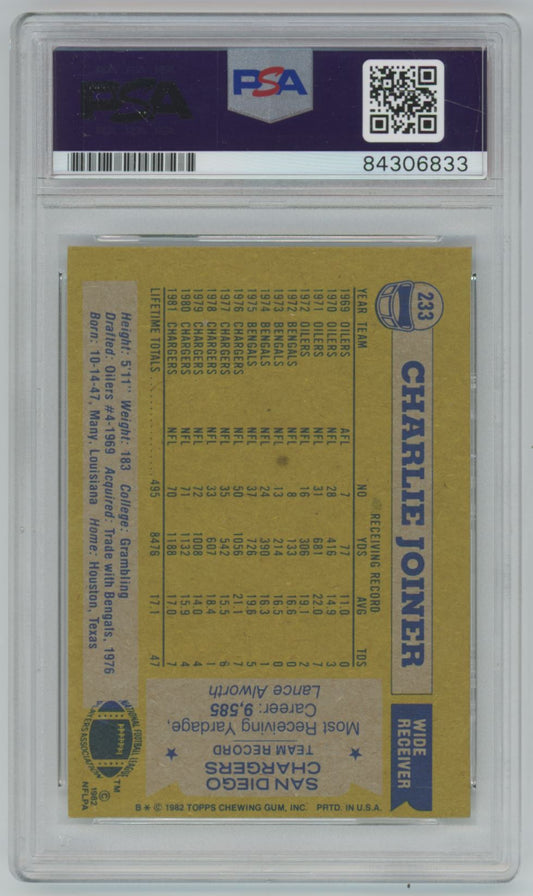 PSA
PSA
84306833
233
CHARLIE JOINER
WIDE RECEIVER
RECEIVING RECORD
YEAR TEAM NO YDS AVG TDS
1969 OILERS AFL 7 77 11.0 0
1970 OILERS NFL 28 416 14.9 3
1971 OILERS NFL 31 681 22.0 7
1972 OILERS 16 306 19.1 2
1972 BENGALS NFL 8 133 16.6 0
1973 BENGALS NFL 13 214 16.5 0
1974 BENGALS NFL 24 390 16.3 1
1975 BENGALS NFL 37 726 19.6 5
1976 CHARGERS NFL 50 1056 21.1 7
1977 CHARGERS NFL 35 542 15.5 6
1978 CHARGERS NFL 33 607 18.4 1
1979 CHARGERS NFL 72 1008 14.0 4
1980 CHARGERS NFL 71 1132 15.9 4
1981 CHARGERS NFL 70 1188 17.0 7
LIFETIME TOTALS 495 8476 17.1 47
Height: 5'11" Weight: 183 College: Grambling
Drafted: Oilers #4-1969 Acquired: Trade with Bengals, 1976
Born: 10-14-47, Many, Louisiana Home: Houston, Texas
SAN DIEGO
CHARGERS
TEAM RECORD
Most Receiving Yardage,
Career: 9,585
Lance Alworth
NATIONAL FOOTBALL LEAGUE
PLAYERS ASSOCIATION
TM
© 1982
NFLPA
B * © 1982 TOPPS CHEWING GUM, INC. PRTD. IN U.S.A.